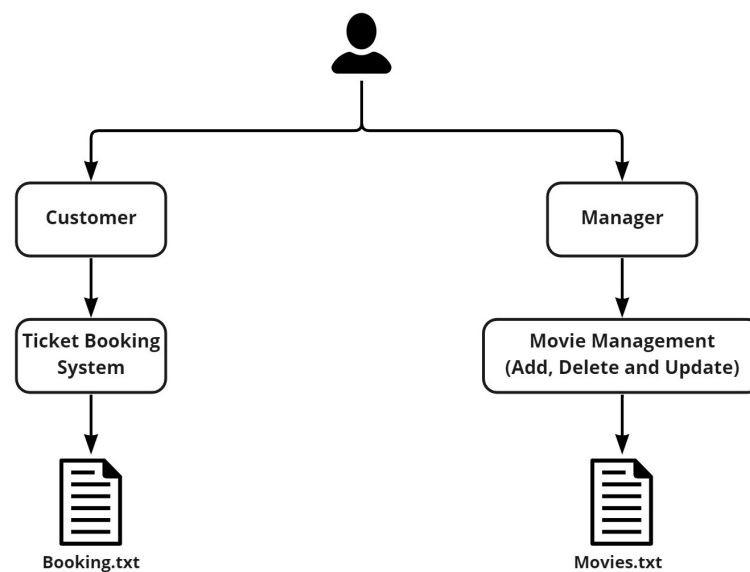 Customer
Manager
Ticket Booking
System
Movie Management
(Add, Delete and Update)
Booking.txt
Movies.txt